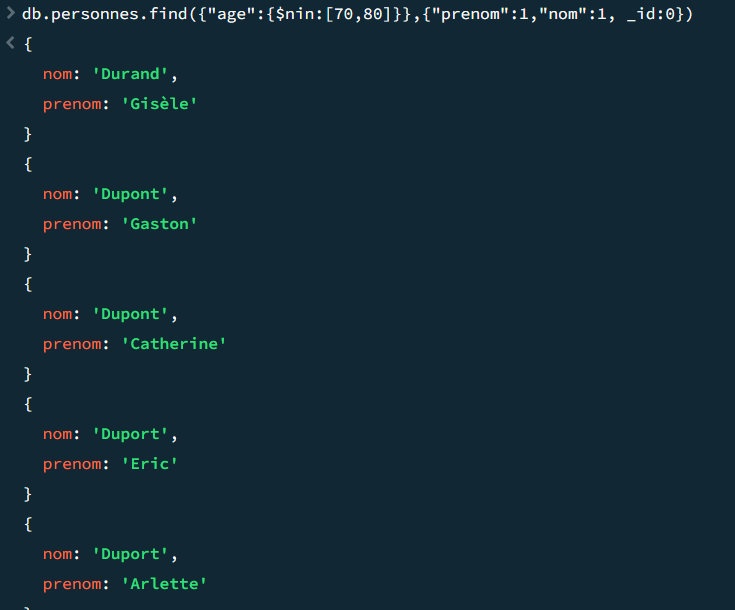 > db.personnes.find({"age":{$nin:[70,80]}},{"prenom":1,"nom":1, _id:0})
< {
nom: 'Durand',
prenom: 'Gisèle'
}
{
nom: 'Dupont',
prenom: 'Gaston'
}
{
nom: 'Dupont',
prenom: 'Catherine'
}
{
nom: 'Duport',
prenom: 'Eric'
}
{
nom: 'Duport',
prenom: 'Arlette'
}